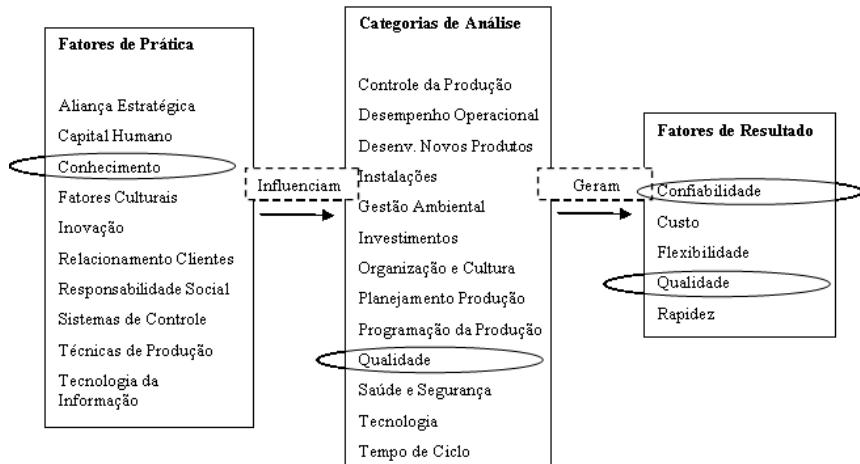 Fatores de Prática
Aliança Estratégica
Capital Humano
Conhecimento
Fatores Culturais
Inovação
Relacionamento Clientes
Responsabilidade Social
Sistemas de Controle
Técnicas de Produção
Tecnologia da
Informação
Influenciam
Categorias de Análise
Controle da Produção
Desempenho Operacional
Desenv. Novos Produtos
Instalações
Gestão Ambiental
Investimentos
Organização e Cultura
Planejamento Produção
Programação da Produção
Qualidade
Saúde e Segurança
Tecnologia
Tempo de Ciclo
Geram
Fatores de Resultado
Confiabilidade
Custo
Flexibilidade
Qualidade
Rapidez